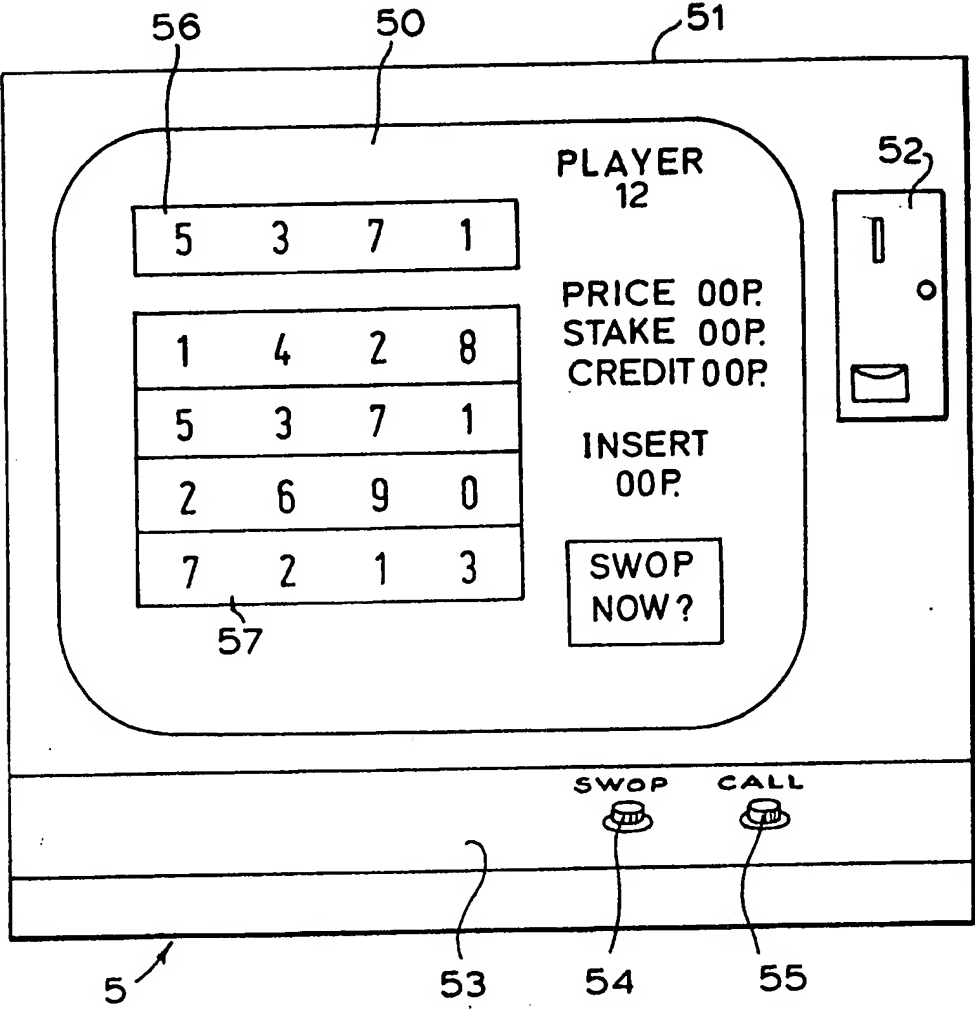 56
50
51
PLAYER
12
52
5 3 7 1
PRICE 00P.
STAKE 00P.
CREDIT 00P.
1 4 2 8
5 3 7 1
2 6 9 0
7 2 1 3
INSERT
00P.
SWOP
NOW?
57
SWOP CALL
5
53
54
55